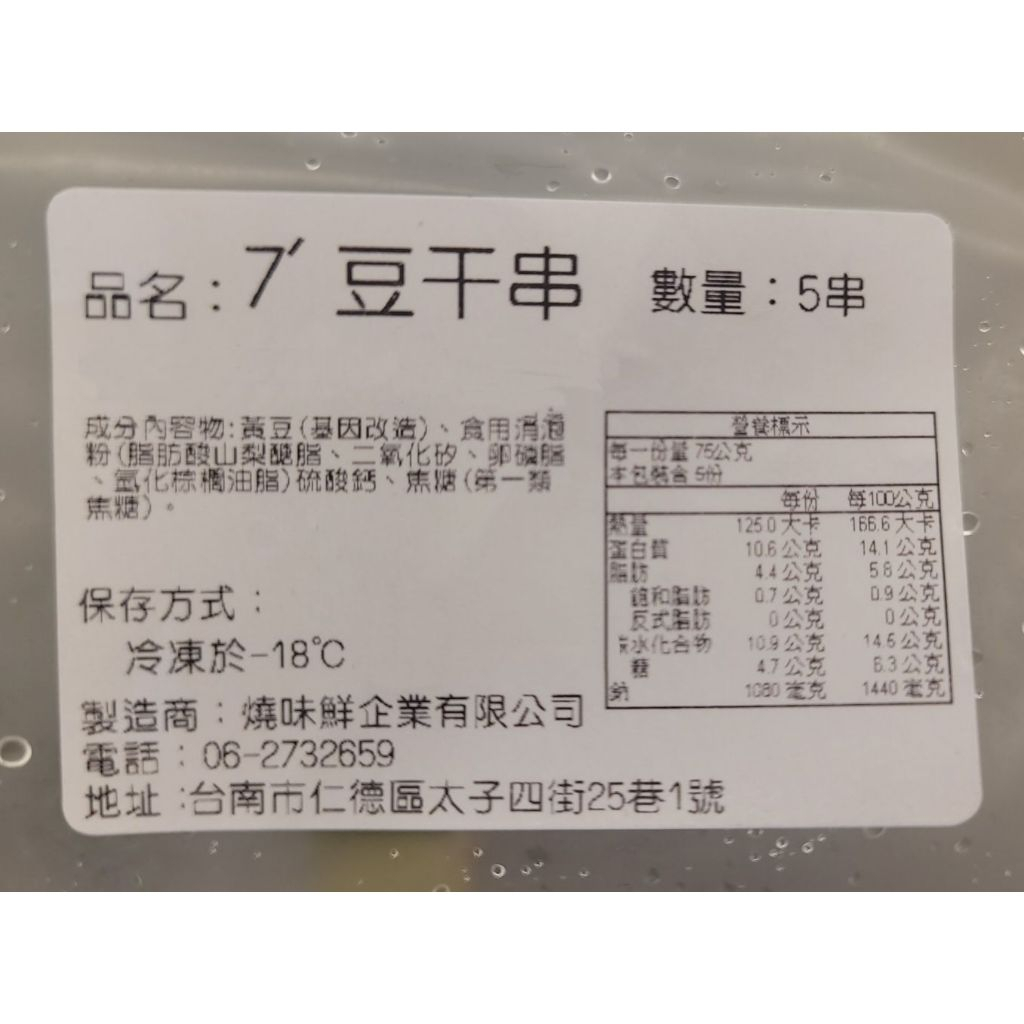 品名：7′ 豆干串 數量：5串
成分內容物:黃豆(基因改造)、食用消泡
粉(脂肪酸山梨醣脂、二氧化矽、卵磷脂
、氫化棕櫚油脂)硫酸鈣、焦糖(第一類
焦糖)。
保存方式：
冷凍於-18℃
製造商：燒味鮮企業有限公司
電話：06-2732659
地址:台南市仁德區太子四街25巷1號
營養標示
每一份量 75公克
本包裝含 5份
每份 每100公克
熱量 125.0 大卡 166.6 大卡
蛋白質 10.6 公克 14.1 公克
脂肪 4.4 公克 5.8 公克
飽和脂肪 0.7 公克 0.9 公克
反式脂肪 0 公克 0 公克
碳水化合物 10.9 公克 14.5 公克
糖 4.7 公克 6.3 公克
鈉 1080 毫克 1440 毫克